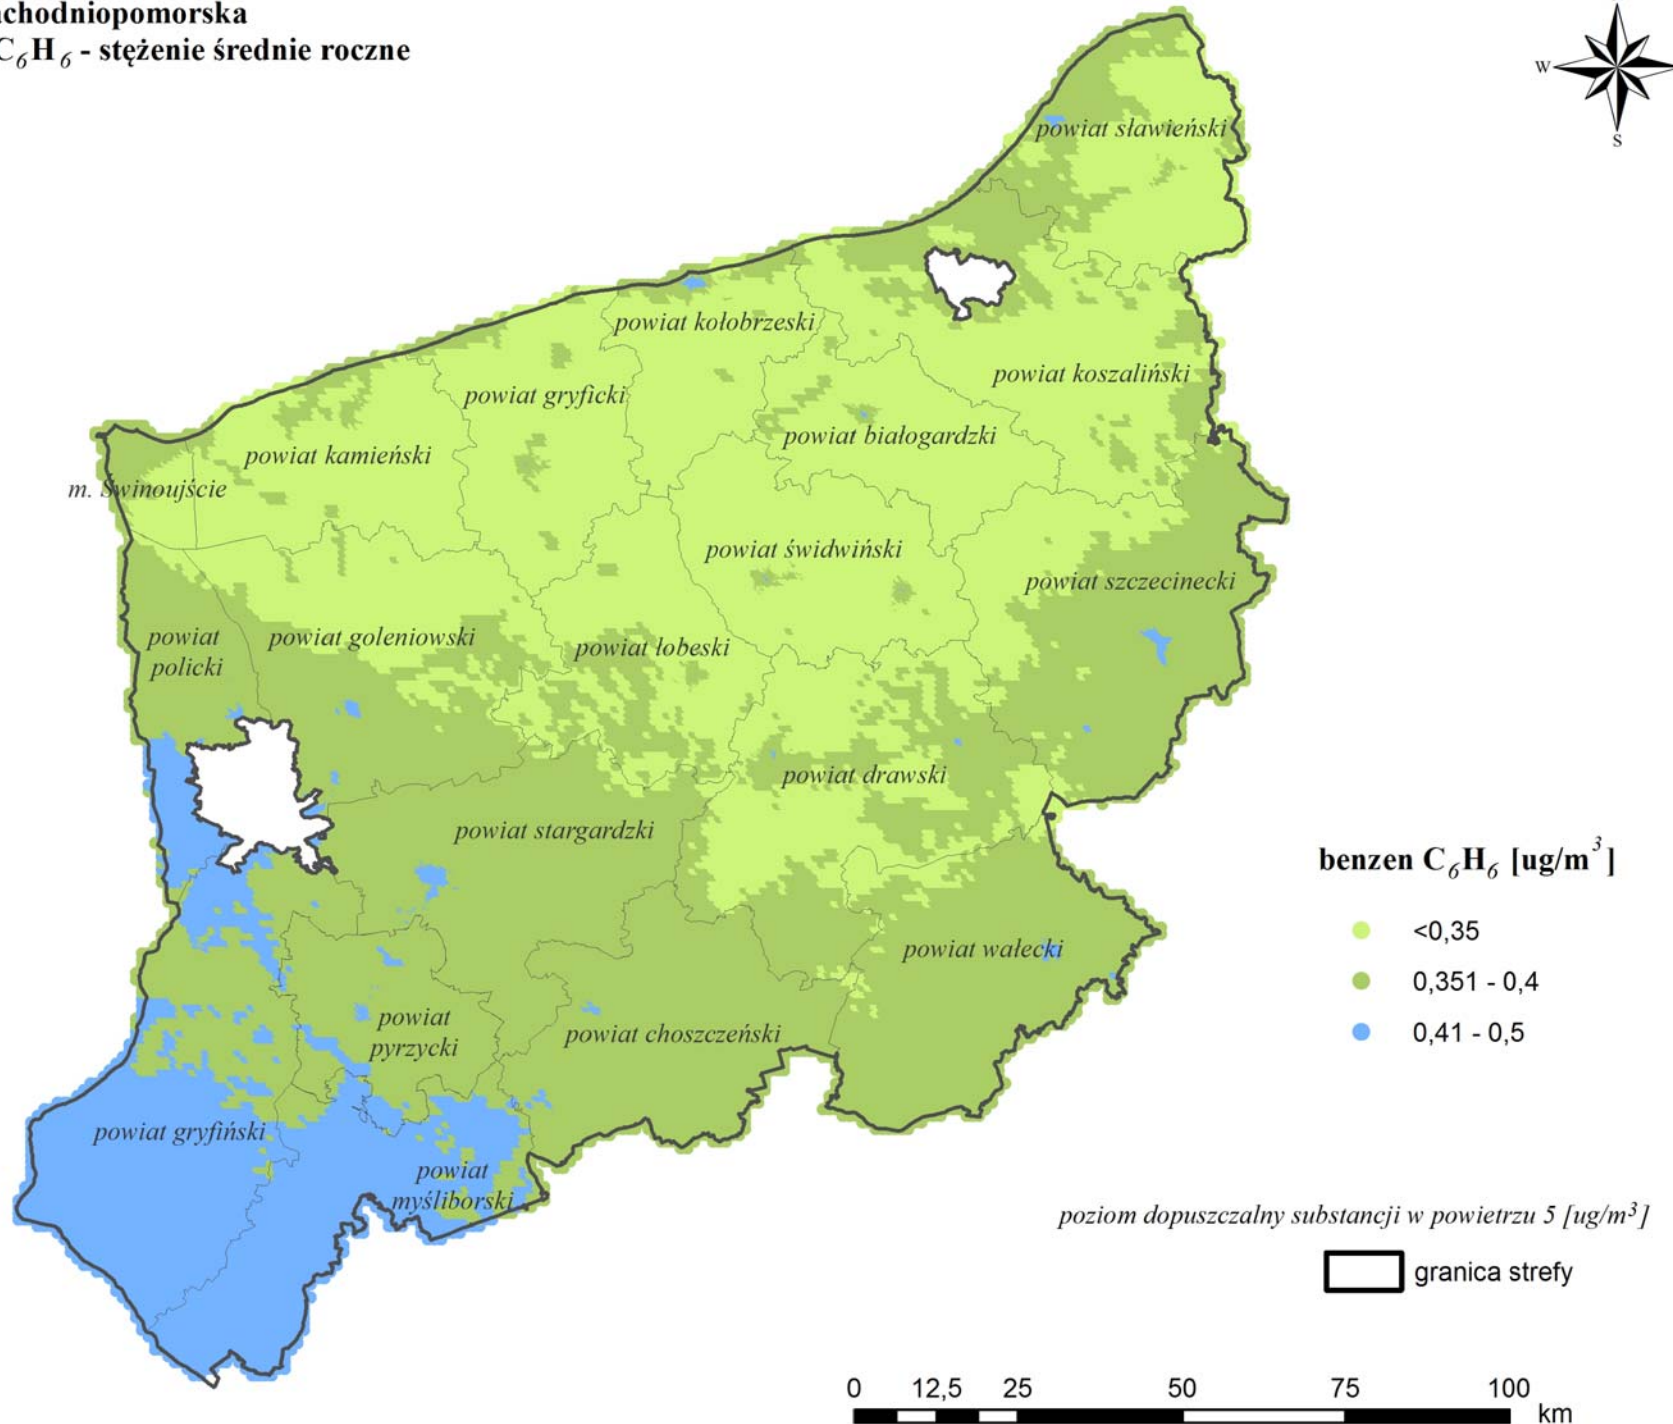 chodniopomorska
C6H6 - stężenie średnie roczne
W
S
powiat sławieński
powiat kołobrzeski
powiat koszaliński
powiat gryficki
powiat białogardzki
powiat kamieński
m. Świnoujście
powiat świdwiński
powiat szczecinecki
powiat
policki
powiat goleniowski
powiat łobeski
powiat drawski
powiat stargardzki
benzen C6H6 [ug/m³]
<0,35
0,351 - 0,4
0,41 - 0,5
powiat wałecki
powiat
pyrzycki
powiat choszczeński
powiat gryfiński
powiat
myśliborski
poziom dopuszczalny substancji w powietrzu 5 [ug/m³]
granica strefy
0 12,5 25 50 75 100
km